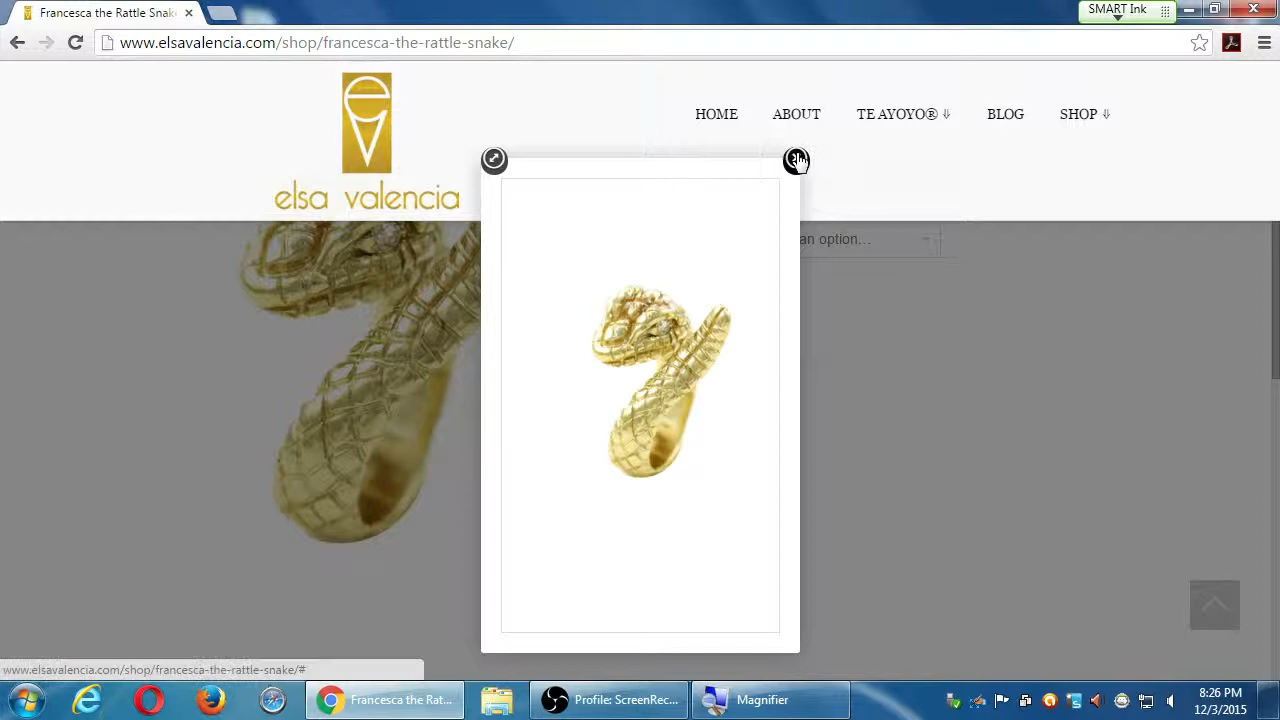 Francesca the Rattle Snak
SMART Ink
www.elsavalencia.com/shop/francesca-the-rattle-snake/
HOME
ABOUT
TE AYOYO® ⇓
BLOG
SHOP ⇓
elsa valencia
an option...
www.elsavalencia.com/shop/francesca-the-rattle-snake/#
Francesca the Rat...
Profile: ScreenRec...
Magnifier
8:26 PM
12/3/2015